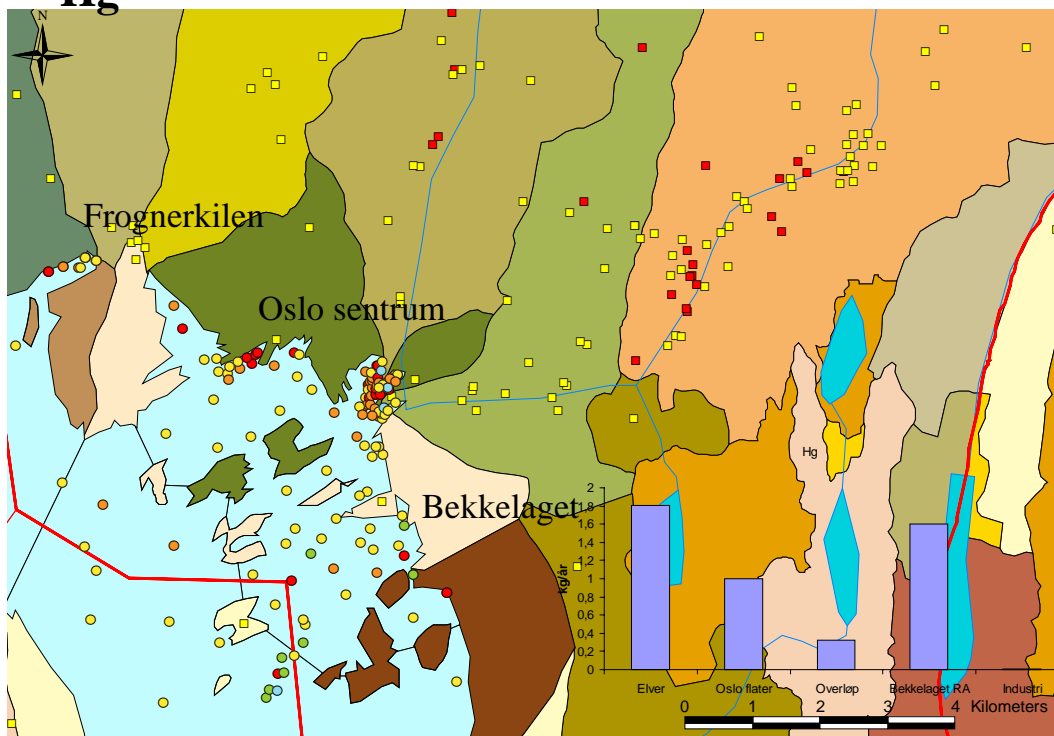 Hg
N
Frognerkilen
Oslo sentrum
Bekkelaget
Hg
2
1,8
1,6
1,4
1,2
1
0,8
0,6
0,4
0,2
0
kg/år
Elver
Oslo flater
Overløp
Bekkelaget RA
Industri
0 1 2 3 4 Kilometers